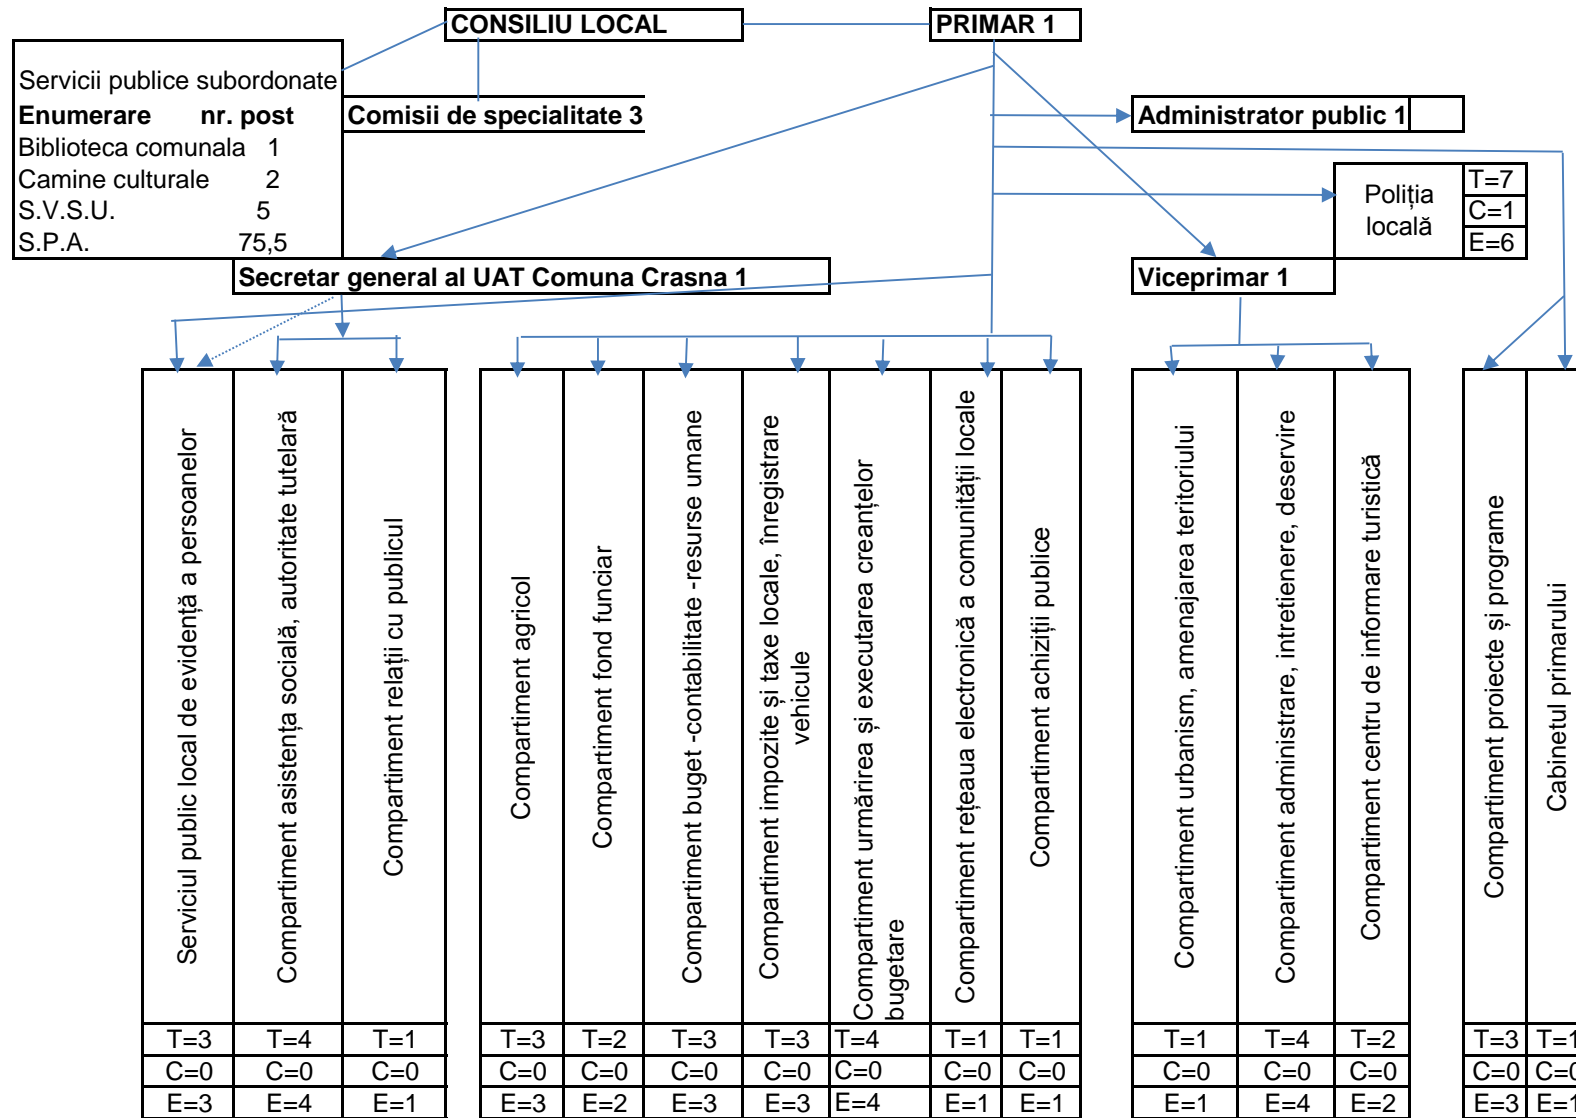 CONSILIU LOCAL
PRIMAR 1
Servicii publice subordonate
Enumerare nr. post
Biblioteca comunala 1
Camine culturale 2
S.V.S.U. 5
S.P.A. 75,5
Comisii de specialitate 3
Administrator public 1
Poliția
locală
T=7
C=1
E=6
Secretar general al UAT Comuna Crasna 1
Viceprimar 1
Serviciul public local de evidență a persoanelor
T=3
C=0
E=3
Compartiment asistența socială, autoritate tutelară
T=4
C=0
E=4
Compartiment relații cu publicul
T=1
C=0
E=1
Compartiment agricol
T=3
C=0
E=3
Compartiment fond funciar
T=2
C=0
E=2
Compartiment buget -contabilitate -resurse umane
T=3
C=0
E=3
Compartiment impozite și taxe locale, înregistrare
vehicule
T=3
C=0
E=3
Compartiment urmărirea și executarea creanțelor
bugetare
T=4
C=0
E=4
Compartiment rețeaua electronică a comunității locale
T=1
C=0
E=1
Compartiment achiziții publice
T=1
C=0
E=1
Compartiment urbanism, amenajarea teritoriului
T=1
C=0
E=1
Compartiment administrare, intretienere, deservire
T=4
C=0
E=4
Compartiment centru de informare turistică
T=2
C=0
E=2
Compartiment proiecte și programe
T=3
C=0
E=3
Cabinetul primarului
T=1
C=0
E=1